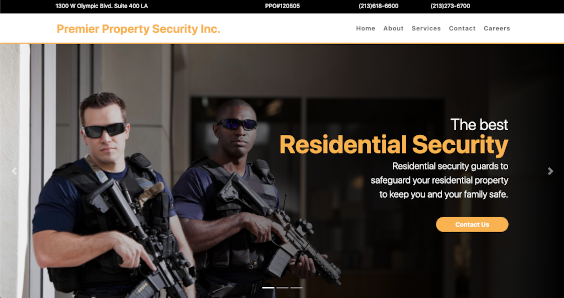 1300 W Olympic Blvd. Suite 400 LA PPO#120505 (213)618-6600 (213)273-6700
Premier Property Security Inc. Home About Services Contact Careers
The best
Residential Security
Residential security guards to
safeguard your residential property
to keep you and your family safe.
Contact Us